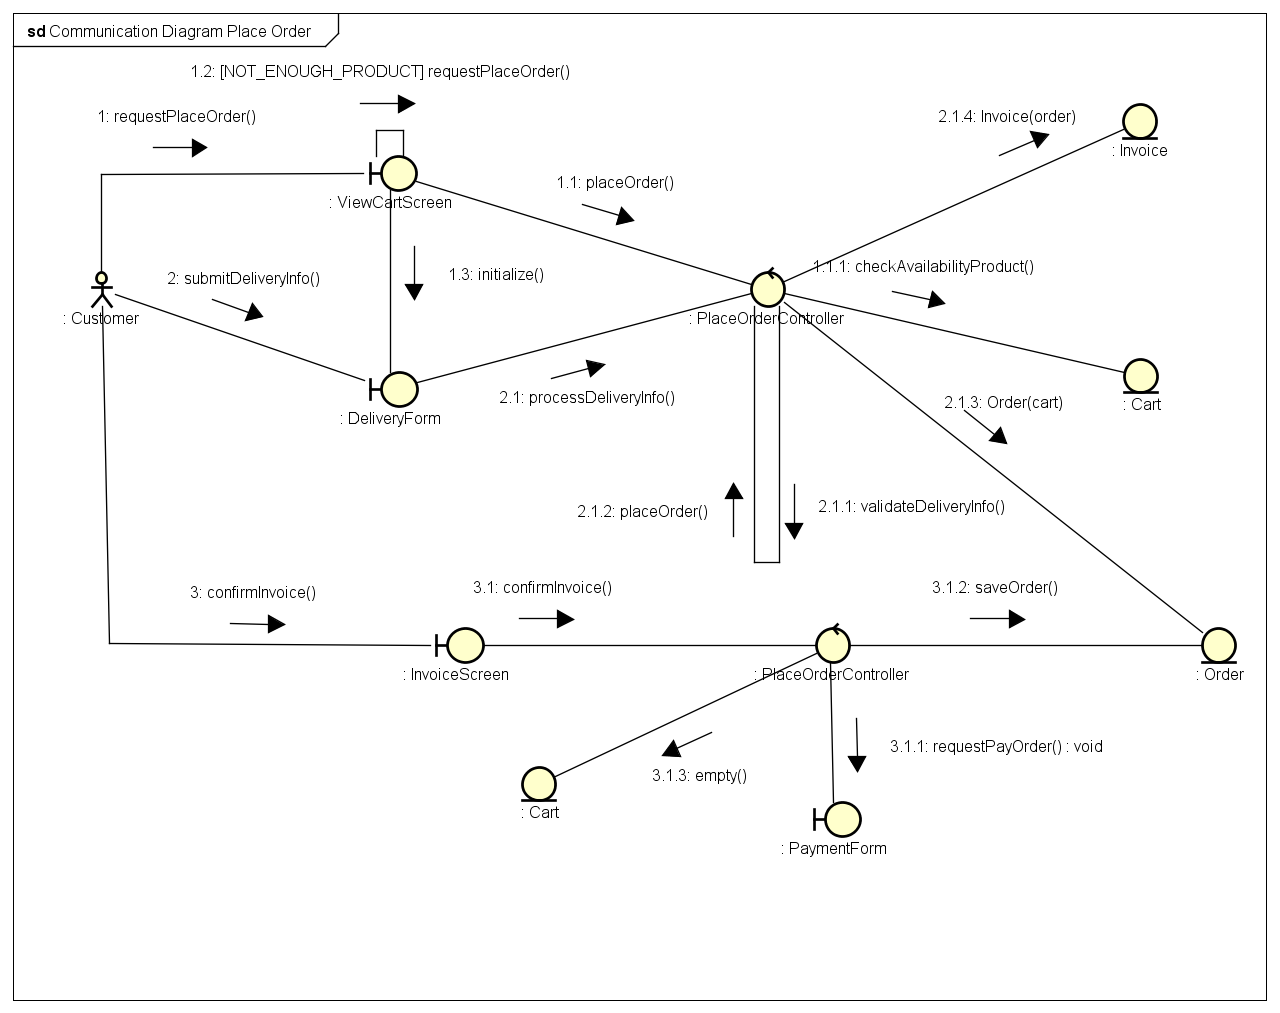 sd Communication Diagram Place Order
1.2: [NOT_ENOUGH_PRODUCT] requestPlaceOrder()
1: requestPlaceOrder()
2.1.4: Invoice(order)
: Invoice
1.1: placeOrder()
: ViewCartScreen
1.1.1: checkAvailabilityProduct()
1.3: initialize()
2: submitDeliveryInfo()
: Customer
: PlaceOrderController
2.1: processDeliveryInfo()
2.1.3: Order(cart)
: Cart
: DeliveryForm
2.1.2: placeOrder()
2.1.1: validateDeliveryInfo()
3: confirmInvoice()
3.1: confirmInvoice()
3.1.2: saveOrder()
: InvoiceScreen
: PlaceOrderController
: Order
3.1.1: requestPayOrder() : void
3.1.3: empty()
: Cart
: PaymentForm